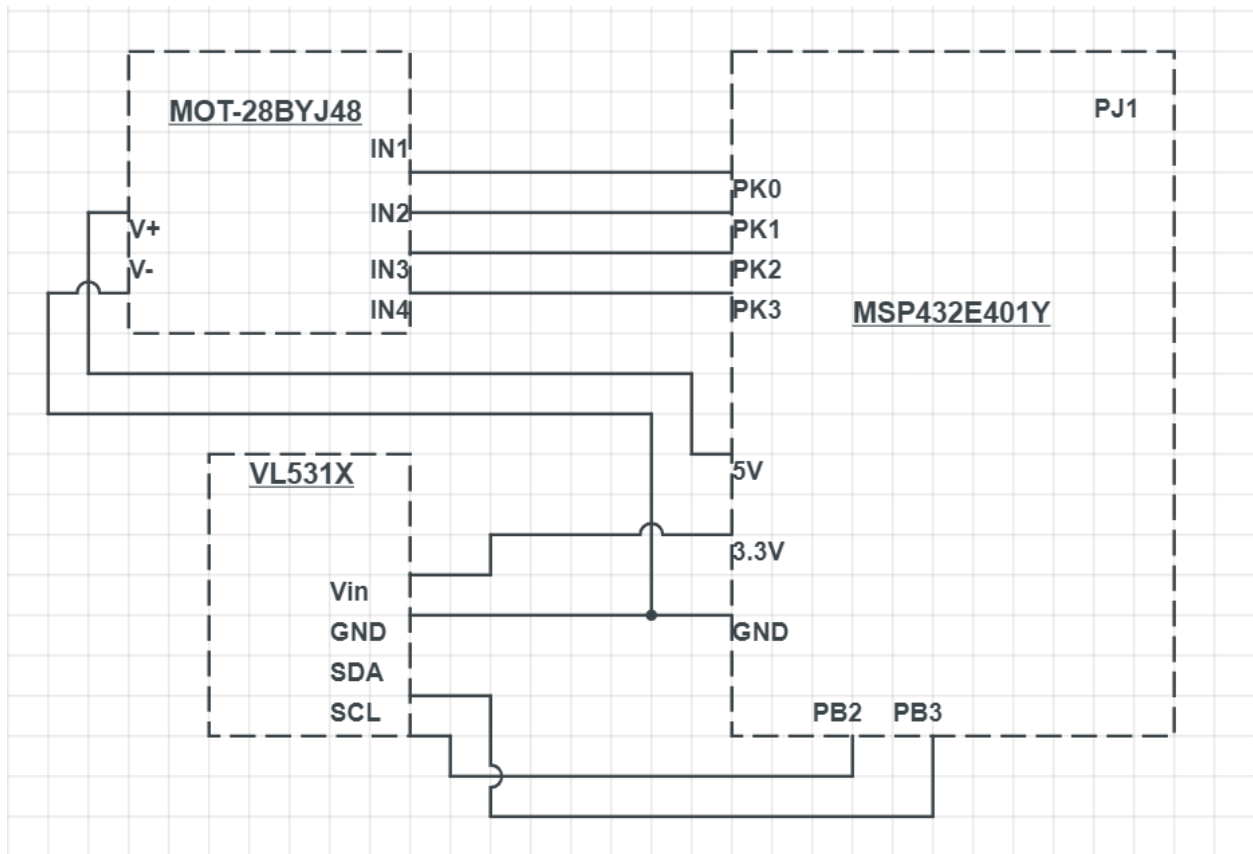 MOT-28BYJ48
IN1
IN2
IN3
IN4
V+
V-
PJ1
PK0
PK1
PK2
PK3
MSP432E401Y
5V
3.3V
GND
PB2 PB3
VL531X
Vin
GND
SDA
SCL